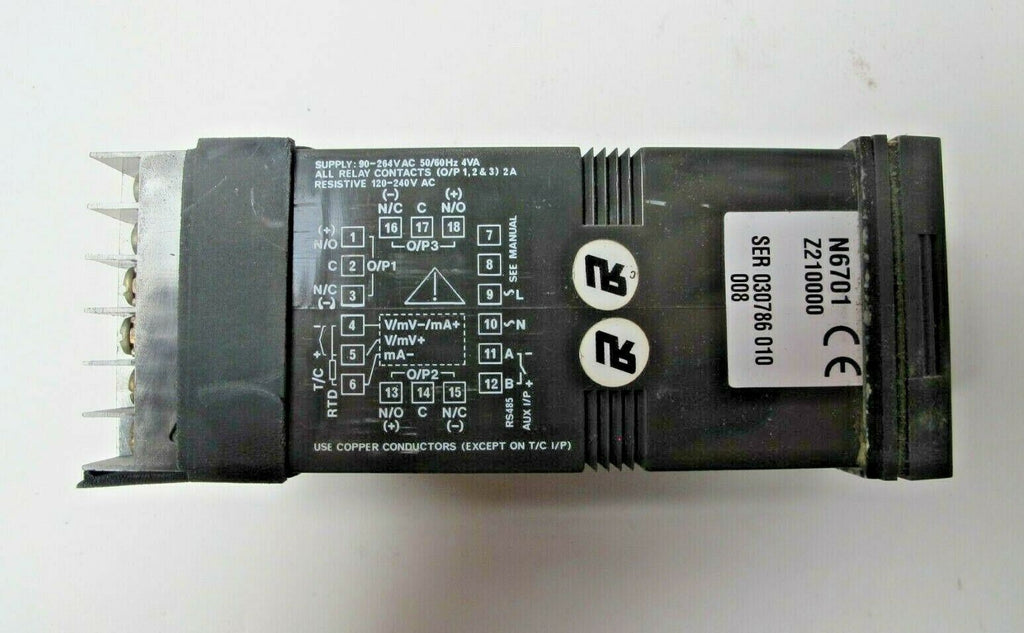 SUPPLY: 90-264VAC 50/60Hz 4VA
ALL RELAY CONTACTS (O/P 1,2 & 3) 2A
RESISTIVE 120-240V AC
(-) (+)
N/C C N/O
16 17 18
O/P3
(+)
N/O 1
C 2 O/P1
N/C 3
(-)
7
8
SEE MANUAL
9 L
10 N
11 A -
12 B +
RS485
AUX I/P
4 V/mV-/mA+
5 V/mV+
6 mA-
T/C +
RTD
O/P2
13 14 15
N/O C N/C
(+) (-)
USE COPPER CONDUCTORS (EXCEPT ON T/C I/P)
N6701 CE
Z210000
SER 030786 010
008